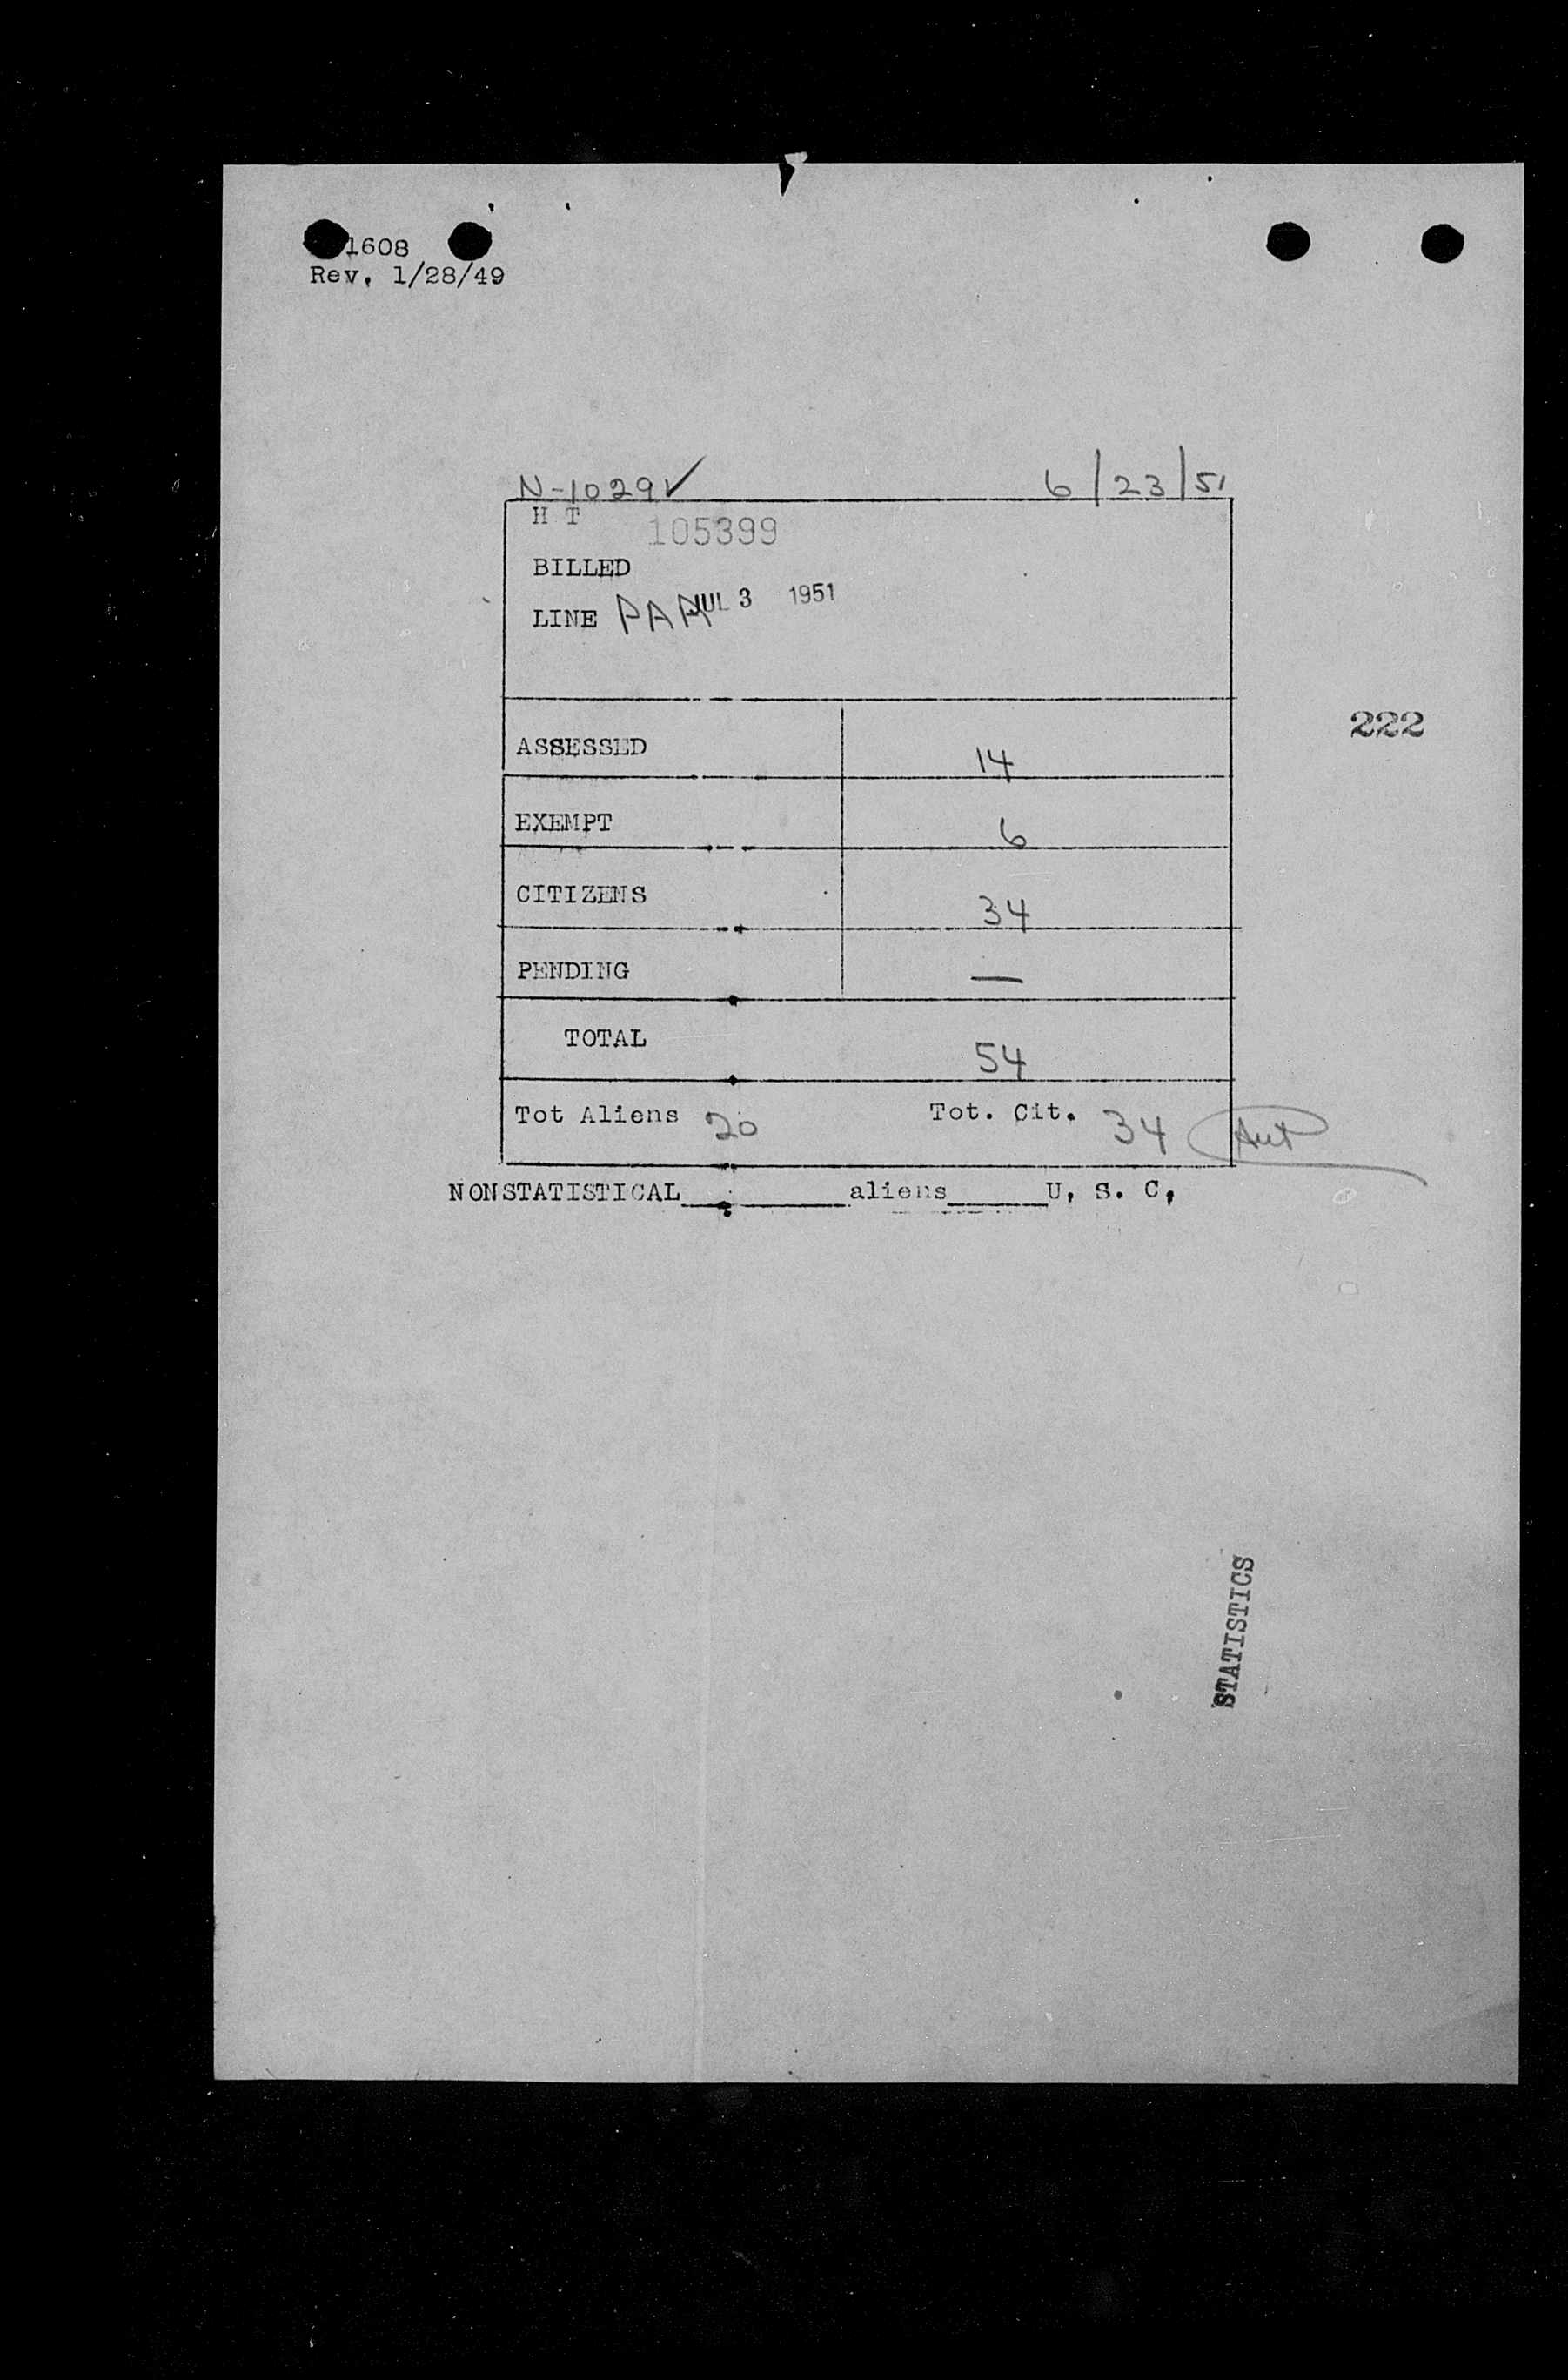 1608
Rev. 1/28/49
N-1029V 6/23/51
H T 105399
BILLED
LINE PAA JUL 3 1951
222
ASSESSED 14
EXEMPT 6
CITIZENS 34
PENDING —
TOTAL 54
Tot Aliens 20 Tot. Cit. 34
NONSTATISTICAL aliens U. S. C.
STATISTICS